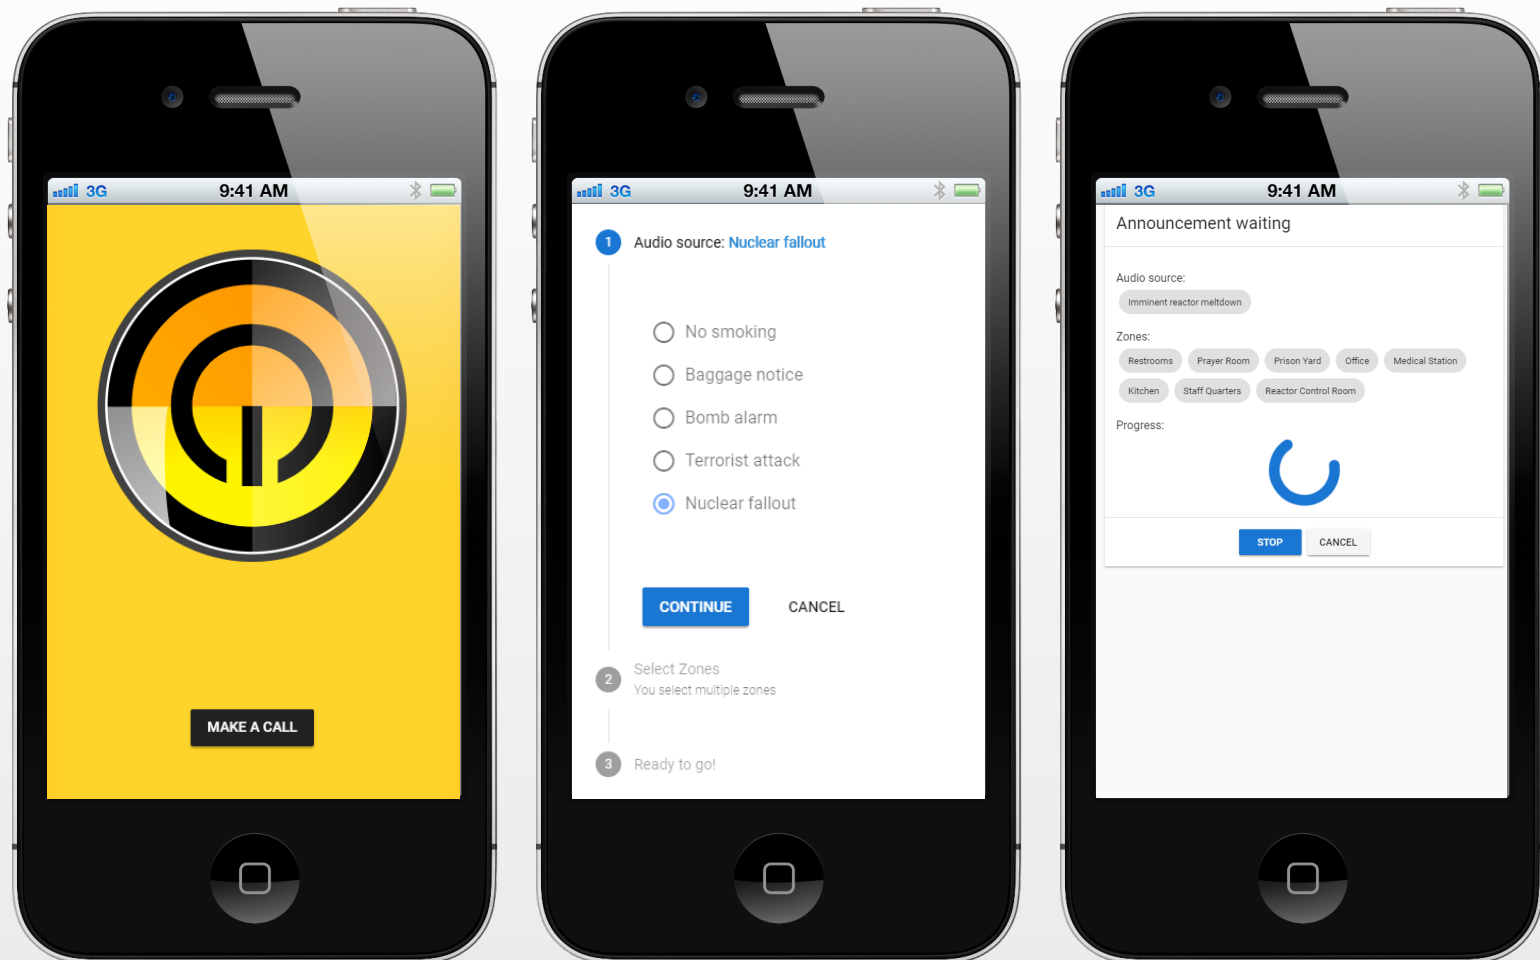 3G 9:41 AM
MAKE A CALL
3G 9:41 AM
1 Audio source: Nuclear fallout
No smoking
Baggage notice
Bomb alarm
Terrorist attack
Nuclear fallout
CONTINUE CANCEL
2 Select Zones
You select multiple zones
3 Ready to go!
3G 9:41 AM
Announcement waiting
Audio source:
Imminent reactor meltdown
Zones:
Restrooms Prayer Room Prison Yard Office Medical Station
Kitchen Staff Quarters Reactor Control Room
Progress:
STOP CANCEL